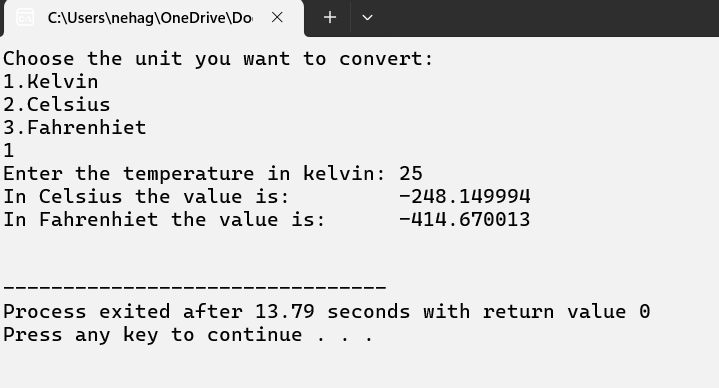 C:\Users\nehag\OneDrive\Do
Choose the unit you want to convert:
1.Kelvin
2.Celsius
3.Fahrenhiet
1
Enter the temperature in kelvin: 25
In Celsius the value is:         -248.149994
In Fahrenhiet the value is:      -414.670013
--------------------------------
Process exited after 13.79 seconds with return value 0
Press any key to continue . . .